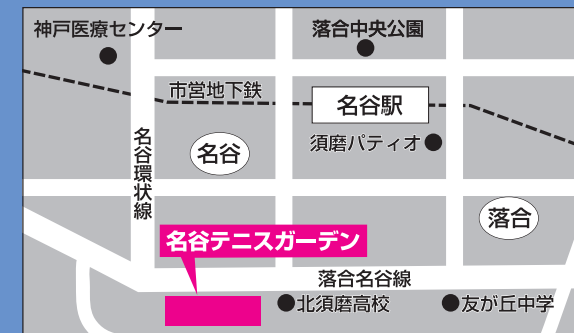 神戸医療センター
落合中央公園
市営地下鉄
名谷駅
名谷環状線
名谷
須磨パティオ
落合
名谷テニスガーデン
落合名谷線
北須磨高校
友が丘中学